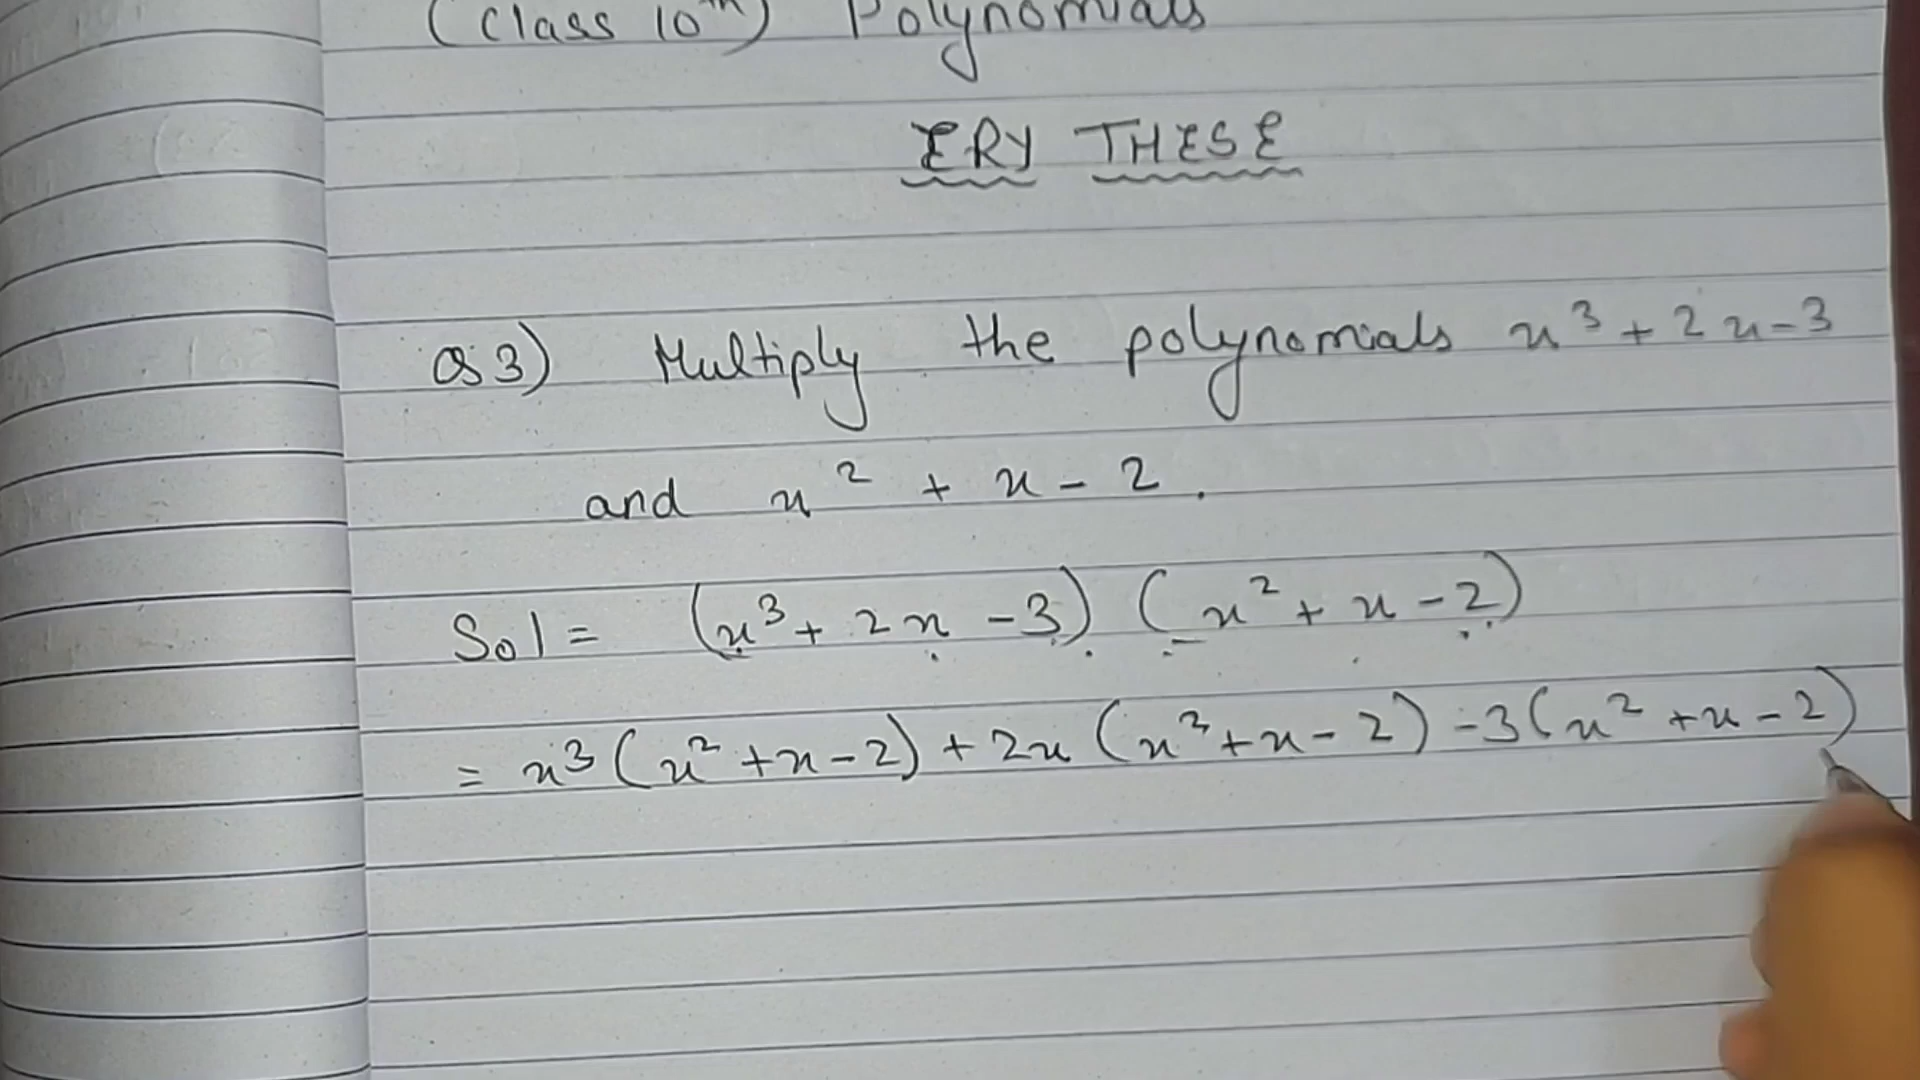 (Class 10th) Polynomials
TRY THESE
Q3) Multiply the polynomials x³ + 2x - 3
and x² + x - 2.
Sol = (x³ + 2x - 3) (x² + x - 2)
= x³ (x² + x - 2) + 2x (x² + x - 2) - 3 (x² + x - 2)